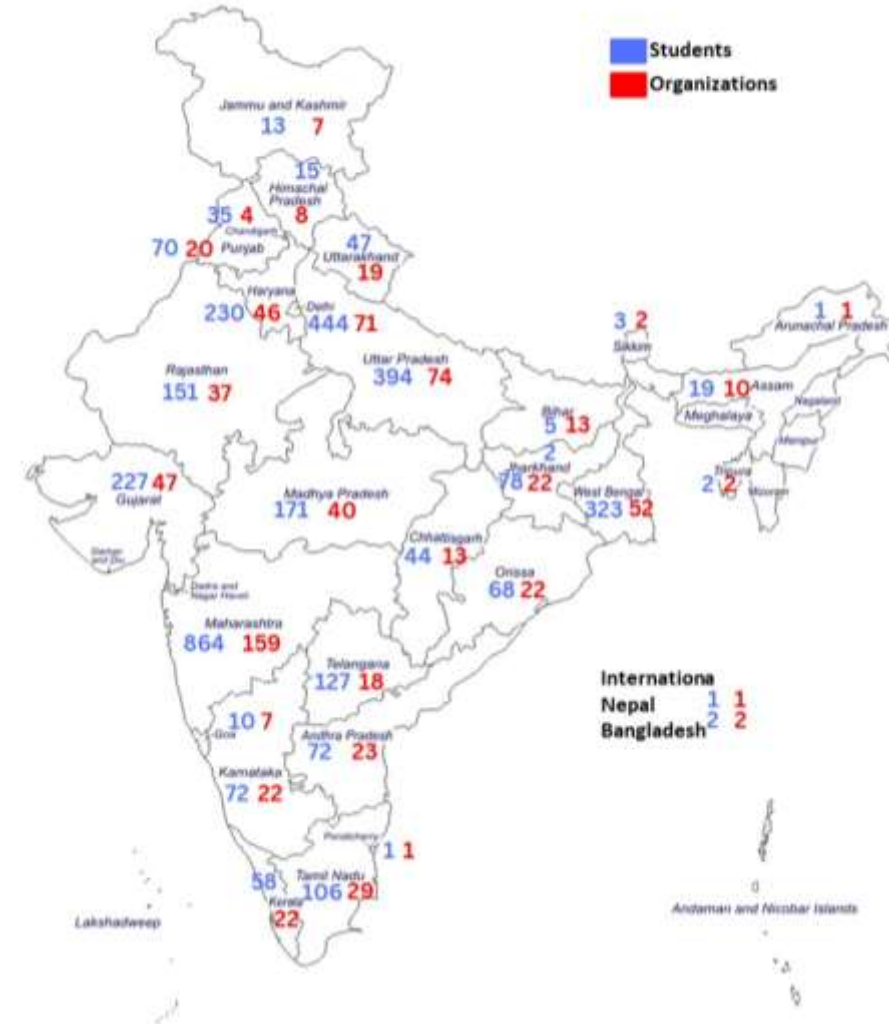 Students
Organizations
Jammu and Kashmir
13 7
15
Himachal
Pradesh
8
35 4
Chandigarh
70 20 Punjab
47
Uttarakhand
19
Haryana
230 46
Delhi
444 71
3 2
Sikkim
1 1
Arunachal Pradesh
Rajasthan
151 37
Uttar Pradesh
394 74
19 10 Assam
Nagaland
Meghalaya
Manipur
Bihar
5 13
2
Jharkhand
78 22
Tripura
2 2
Mizoram
West Bengal
323 52
227 47
Gujarat
Madhya Pradesh
171 40
Chhattisgarh
44 13
Orissa
68 22
Daman
and Diu
Dadra and
Nagar Haveli
Maharashtra
864 159
Telangana
127 18
Internationa
Nepal 1 1
Bangladesh 2 2
10 7
Goa
Andhra Pradesh
72 23
Karnataka
72 22
Pondicherry
1 1
58
Kerala
22
Tamil Nadu
106 29
Lakshadweep
Andaman and Nicobar Islands